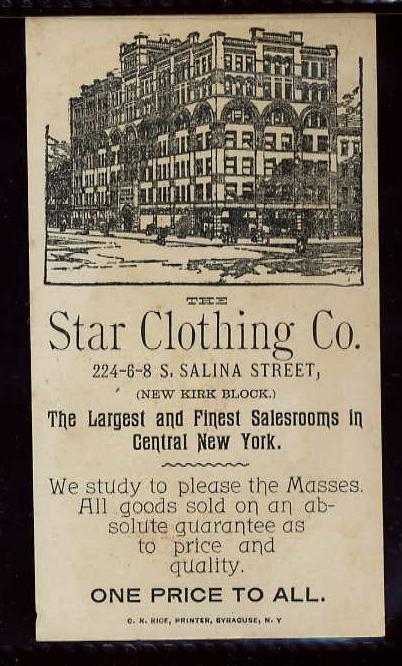 THE
Star Clothing Co.
224-6-8 S. SALINA STREET,
(NEW KIRK BLOCK.)
The Largest and Finest Salesrooms in
Central New York.
We study to please the Masses.
All goods sold on an ab-
solute guarantee as
to price and
quality.
ONE PRICE TO ALL.
C. N. RICE, PRINTER, SYRACUSE, N. Y